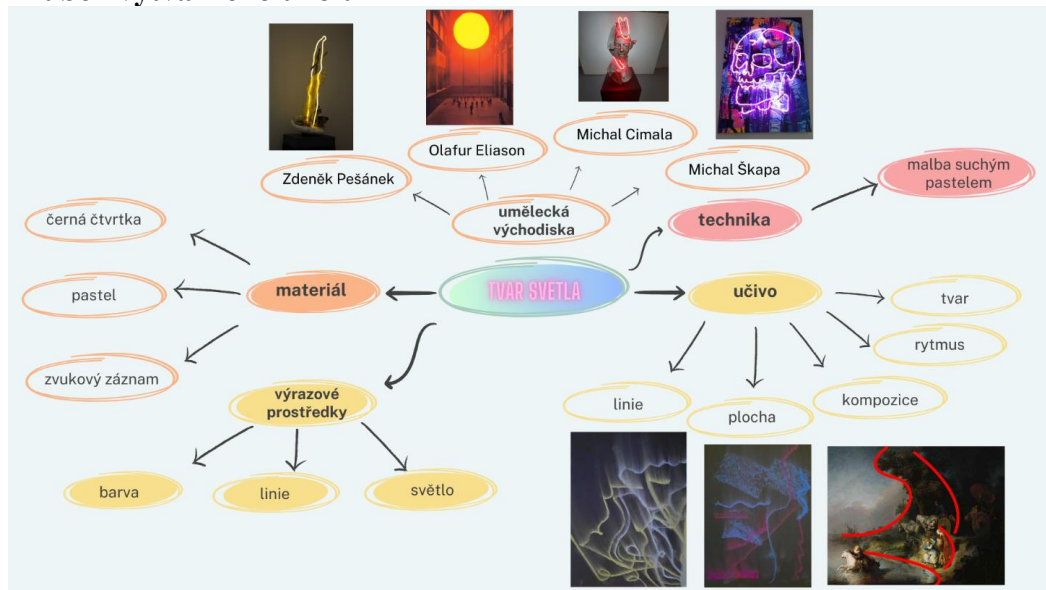 Zdeněk Pešánek
Olafur Eliason
Michal Cimala
Michal Škapa
umělecká
východiska
technika
malba suchým
pastelem
černá čtvrtka
pastel
zvukový záznam
materiál
TVAR SVĚTLA
učivo
tvar
rytmus
kompozice
plocha
linie
výrazové
prostředky
barva
linie
světlo